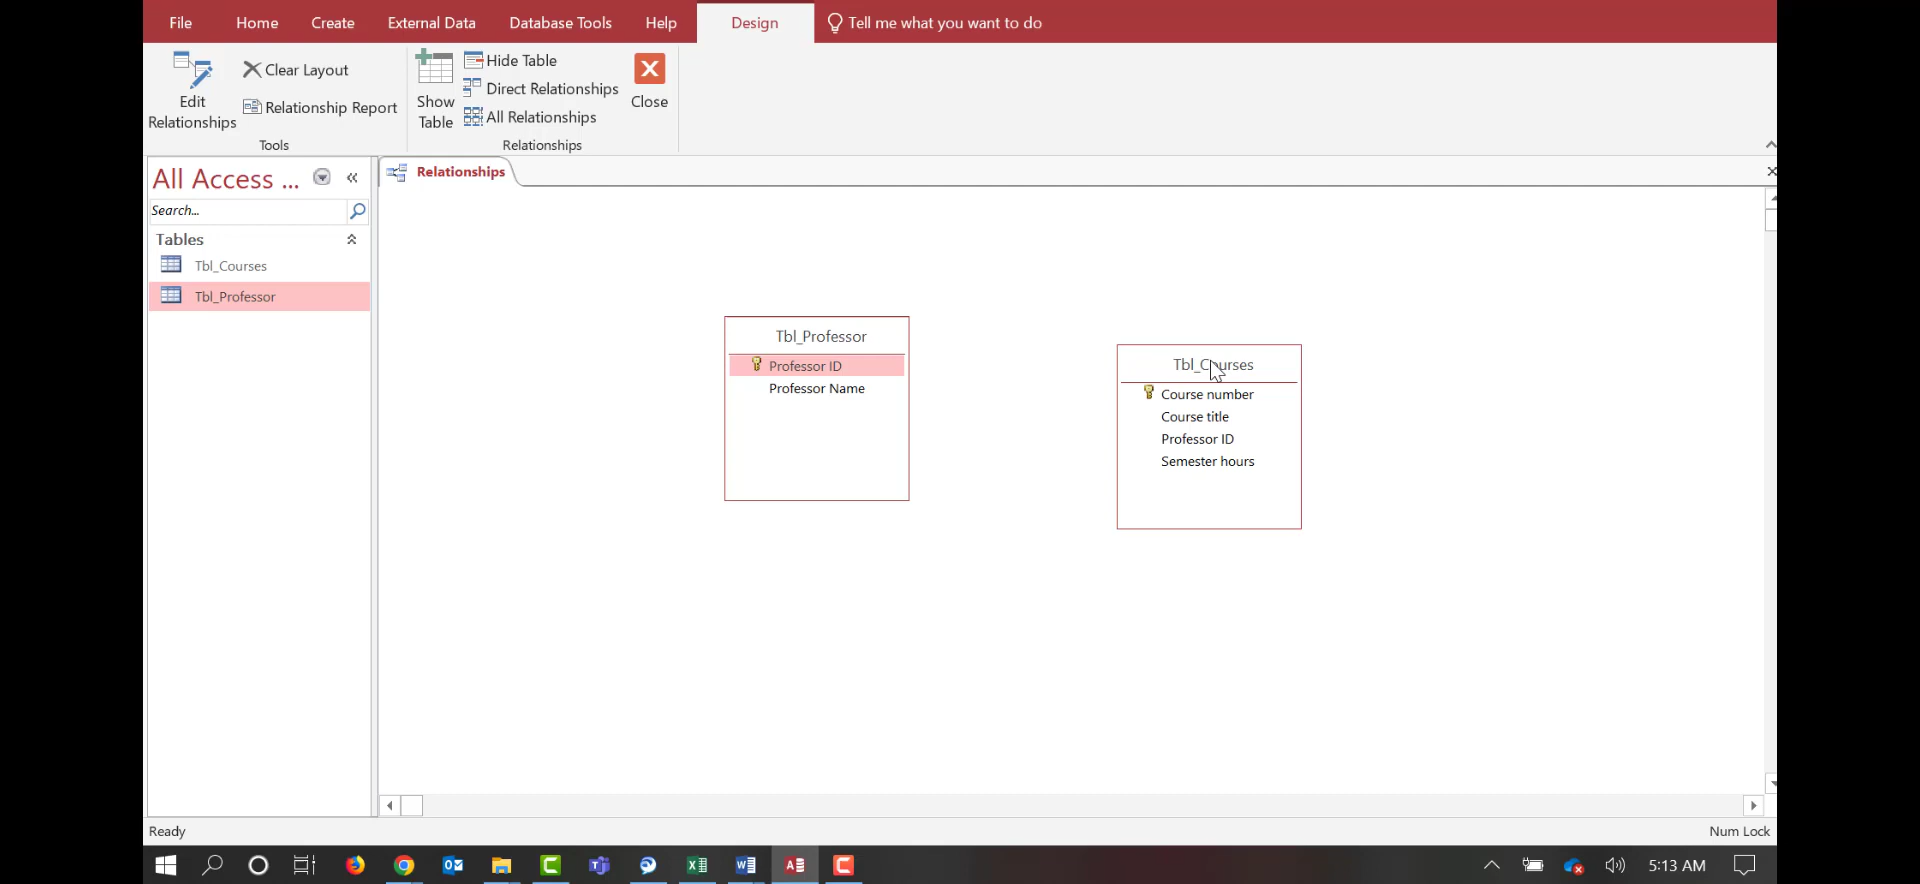 File Home Create External Data Database Tools Help Design Tell me what you want to do
Edit Relationships
Clear Layout
Relationship Report
Tools
Show Table
Hide Table
Direct Relationships
All Relationships
Close
Relationships
All Access ...
Search...
Tables
Tbl_Courses
Tbl_Professor
Relationships
Tbl_Professor
Professor ID
Professor Name
Tbl_Courses
Course number
Course title
Professor ID
Semester hours
Ready
Num Lock
5:13 AM